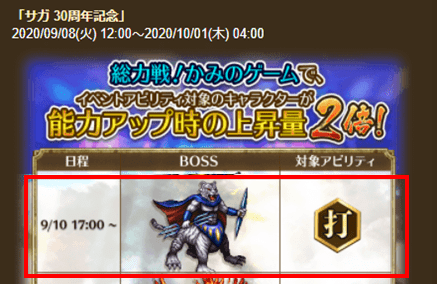 「サガ 30周年記念」
2020/09/08(火) 12:00～2020/10/01(木) 04:00
総力戦！かみのゲームで、
イベントアビリティ対象のキャラクターが
能力アップ時の上昇量2倍！
日程 BOSS 対象アビリティ
9/10 17:00 ～ 打